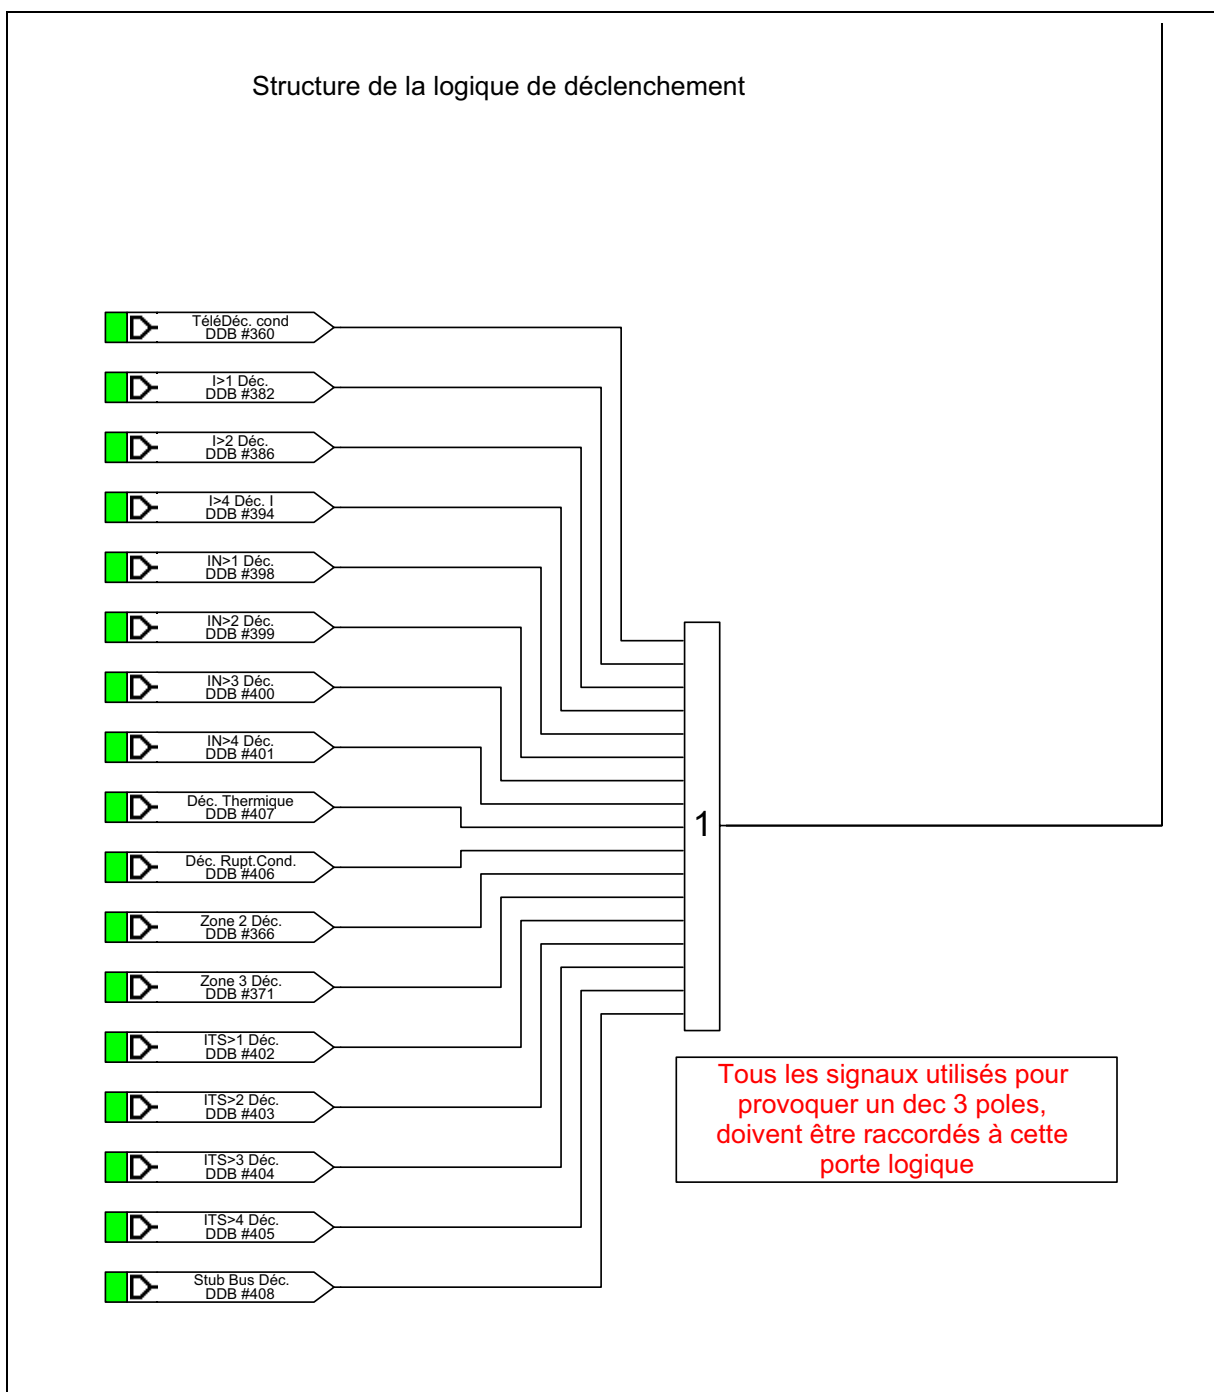 Structure de la logique de déclenchement
TéléDéc. cond
DDB #360
I>1 Déc.
DDB #382
I>2 Déc.
DDB #386
I>4 Déc. I
DDB #394
IN>1 Déc.
DDB #398
IN>2 Déc.
DDB #399
IN>3 Déc.
DDB #400
IN>4 Déc.
DDB #401
Déc. Thermique
DDB #407
Déc. Rupt.Cond.
DDB #406
Zone 2 Déc.
DDB #366
Zone 3 Déc.
DDB #371
ITS>1 Déc.
DDB #402
ITS>2 Déc.
DDB #403
ITS>3 Déc.
DDB #404
ITS>4 Déc.
DDB #405
Stub Bus Déc.
DDB #408
1
Tous les signaux utilisés pour
provoquer un dec 3 poles,
doivent être raccordés à cette
porte logique